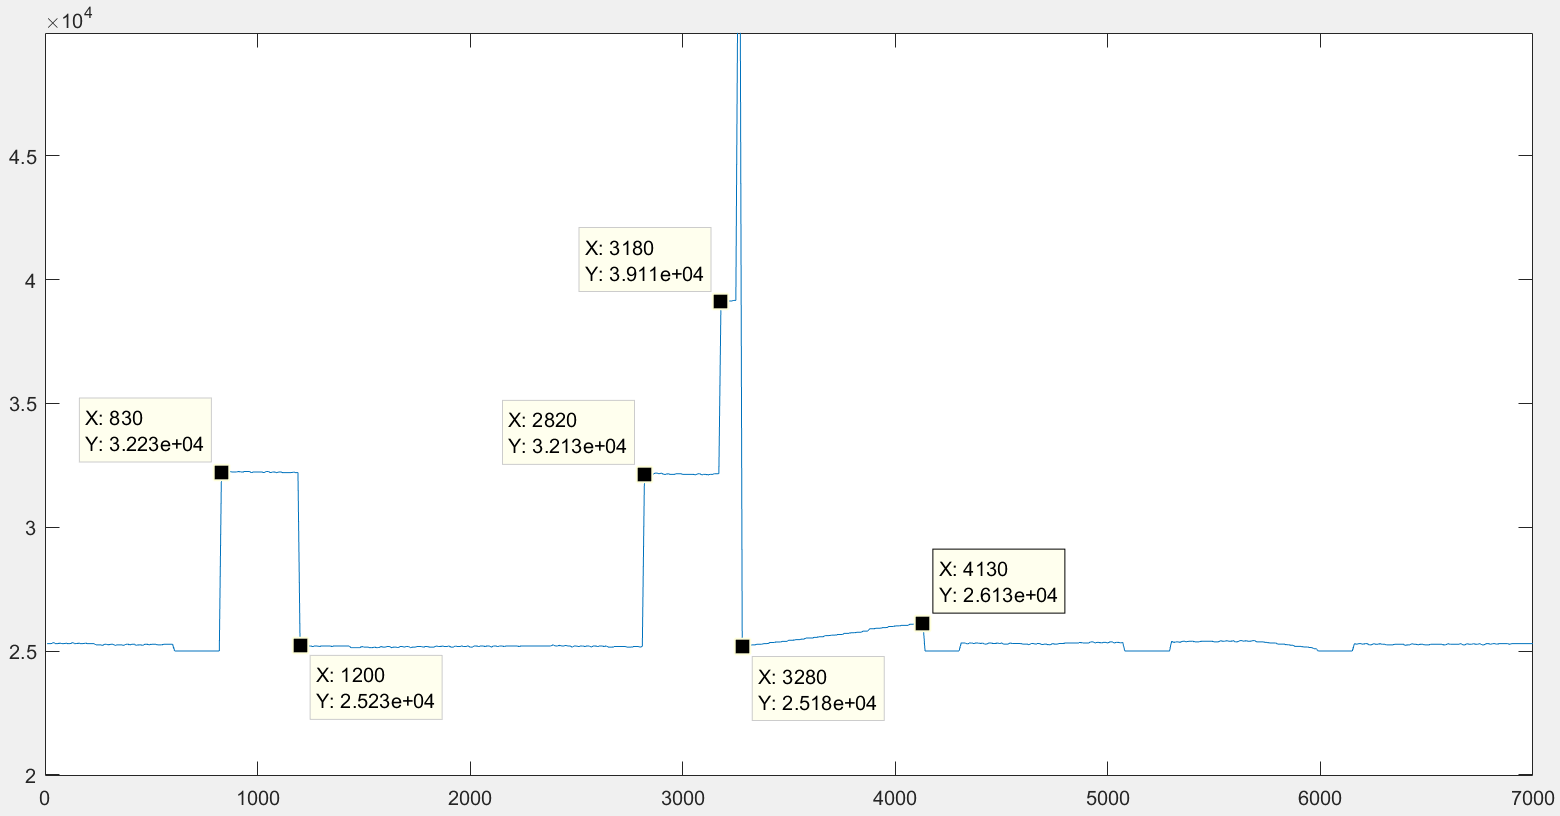 ×10⁴
4.5
4
3.5
3
2.5
2
0
1000
2000
3000
4000
5000
6000
7000
X: 830
Y: 3.223e+04
X: 1200
Y: 2.523e+04
X: 2820
Y: 3.213e+04
X: 3180
Y: 3.911e+04
X: 3280
Y: 2.518e+04
X: 4130
Y: 2.613e+04